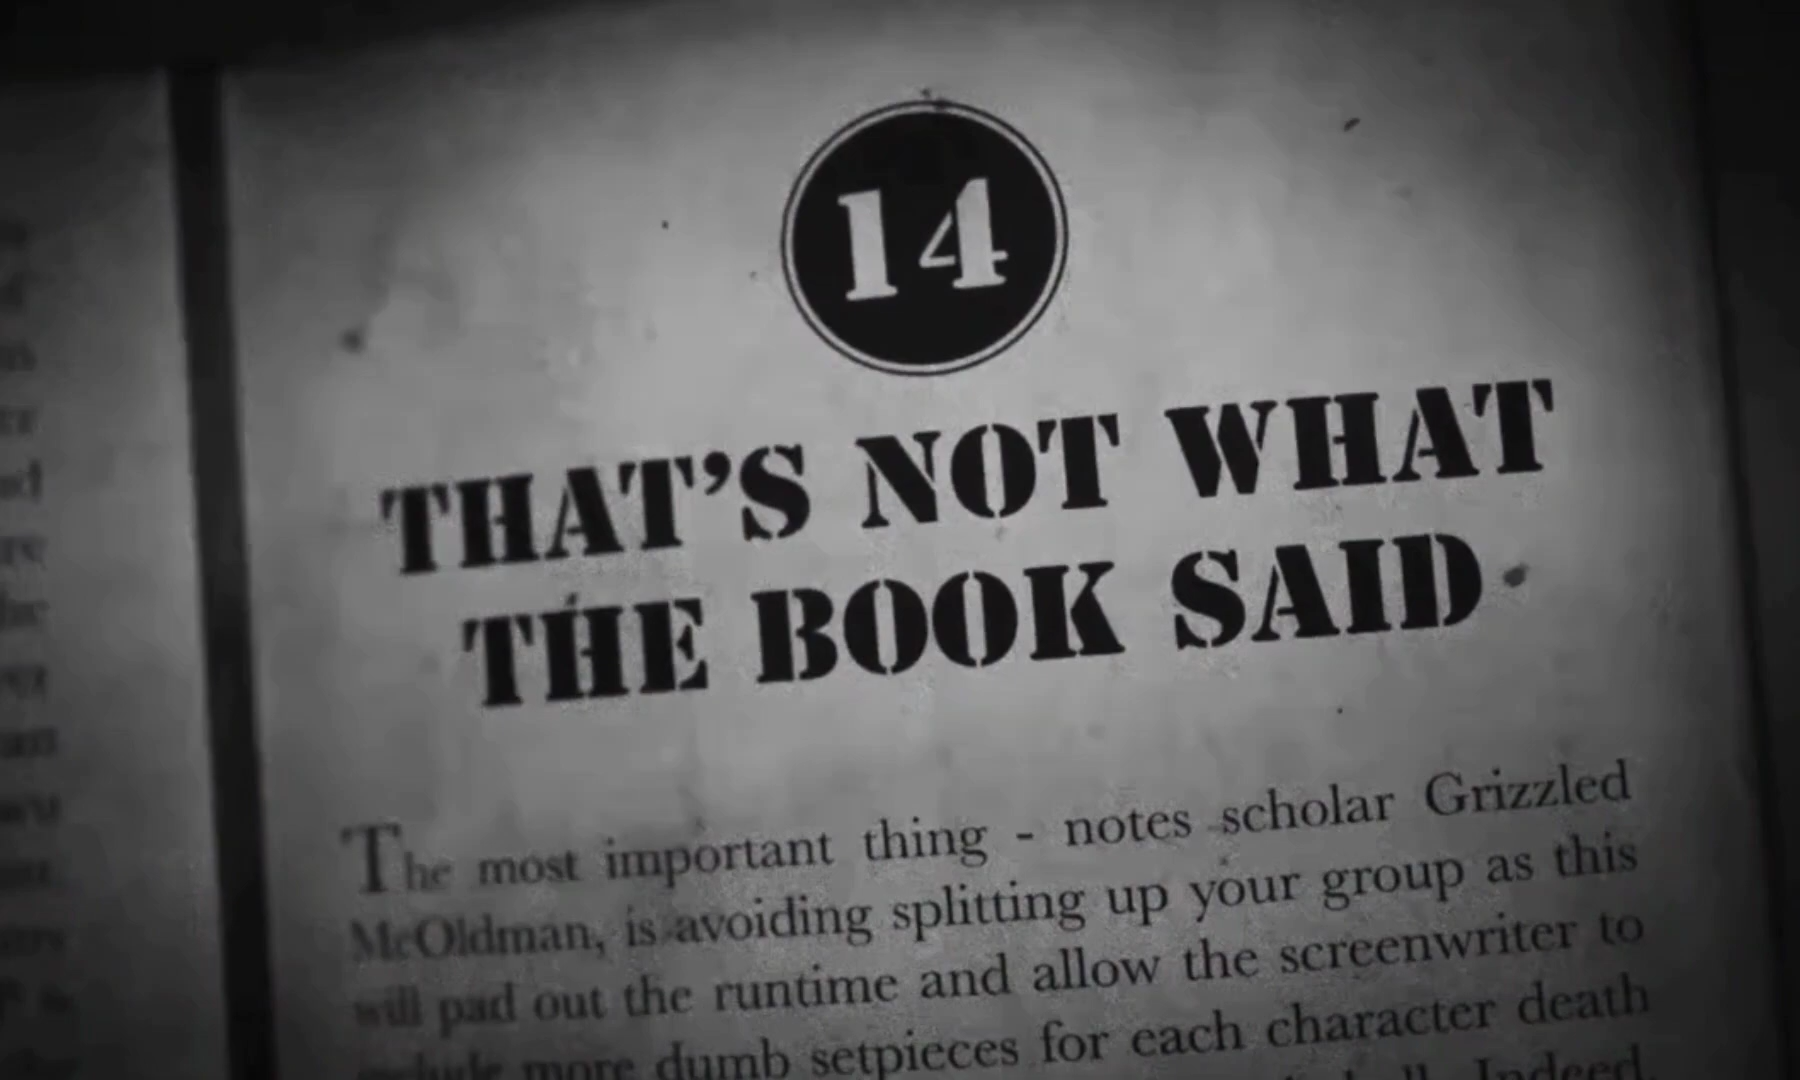 14
THAT'S NOT WHAT
THE BOOK SAID
The most important thing - notes scholar Grizzled
McOldman, is avoiding splitting up your group as this
will pad out the runtime and allow the screenwriter to
include more dumb setpieces for each character death
Indeed,